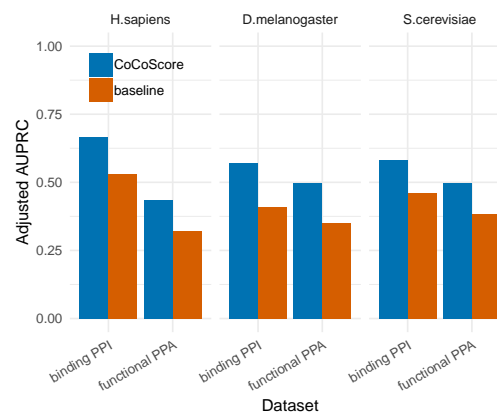 H.sapiens D.melanogaster S.cerevisiae
1.00
CoCoScore
baseline
0.75
0.50
0.25
0.00
Adjusted AUPRC
binding PPI functional PPA binding PPI functional PPA binding PPI functional PPA
Dataset